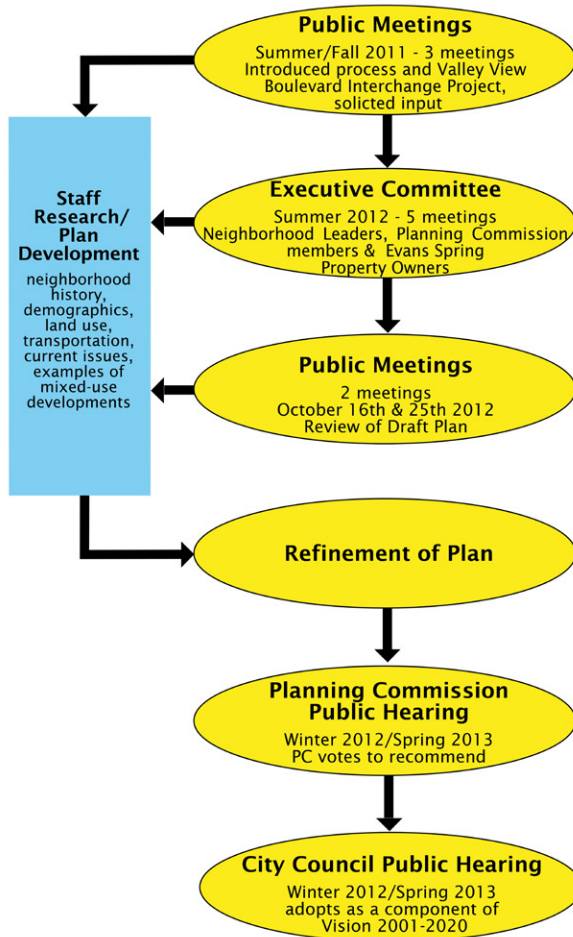 Public Meetings
Summer/Fall 2011 - 3 meetings
Introduced process and Valley View
Boulevard Interchange Project,
solicted input
Staff
Research/
Plan
Development
neighborhood
history,
demographics,
land use,
transportation,
current issues,
examples of
mixed-use
developments
Executive Committee
Summer 2012 - 5 meetings
Neighborhood Leaders, Planning Commission
members & Evans Spring
Property Owners
Public Meetings
2 meetings
October 16th & 25th 2012
Review of Draft Plan
Refinement of Plan
Planning Commission
Public Hearing
Winter 2012/Spring 2013
PC votes to recommend
City Council Public Hearing
Winter 2012/Spring 2013
adopts as a component of
Vision 2001-2020